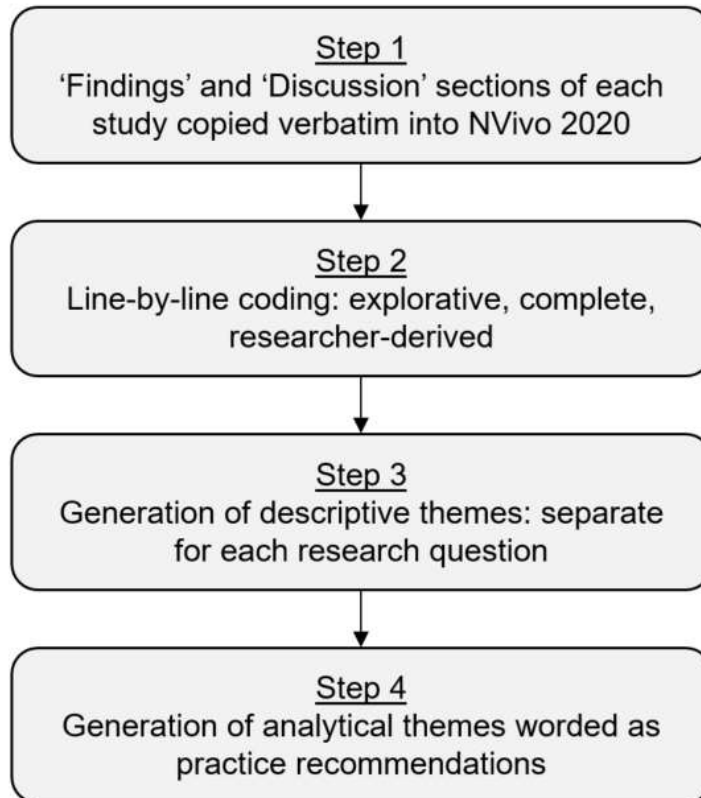 Step 1
‘Findings’ and ‘Discussion’ sections of each
study copied verbatim into NVivo 2020
Step 2
Line-by-line coding: explorative, complete,
researcher-derived
Step 3
Generation of descriptive themes: separate
for each research question
Step 4
Generation of analytical themes worded as
practice recommendations